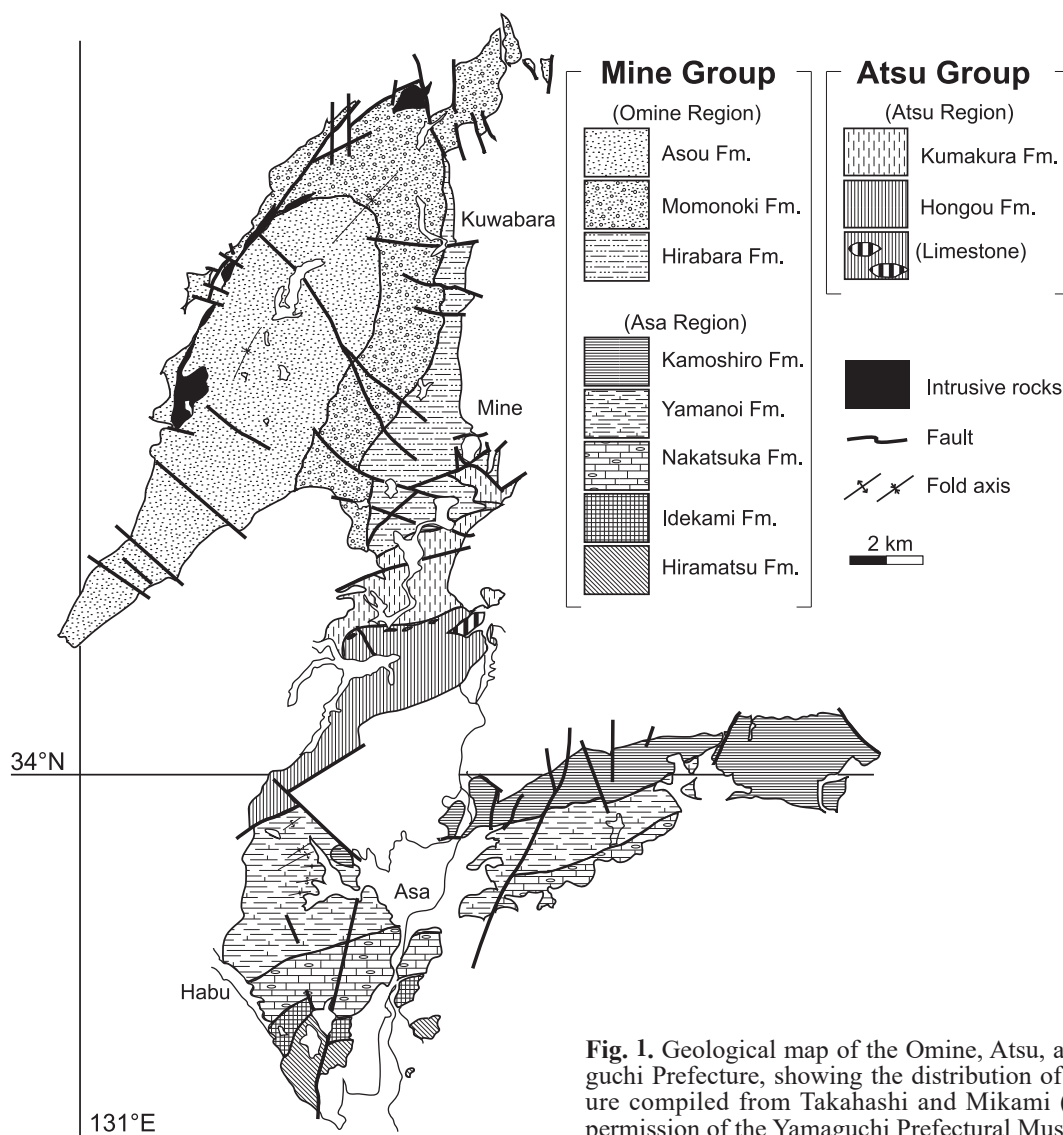 Mine Group
(Omine Region)
Asou Fm.
Momonoki Fm.
Hirabara Fm.
(Asa Region)
Kamoshiro Fm.
Yamanoi Fm.
Nakatsuka Fm.
Idekami Fm.
Hiramatsu Fm.
Atsu Group
(Atsu Region)
Kumakura Fm.
Hongou Fm.
(Limestone)
Intrusive rocks
Fault
Fold axis
2 km
Kuwabara
Mine
34°N
Asa
Habu
131°E
Fig. 1. Geological map of the Omine, Atsu, a
guchi Prefecture, showing the distribution of
ure compiled from Takahashi and Mikami (
permission of the Yamaguchi Prefectural Mus